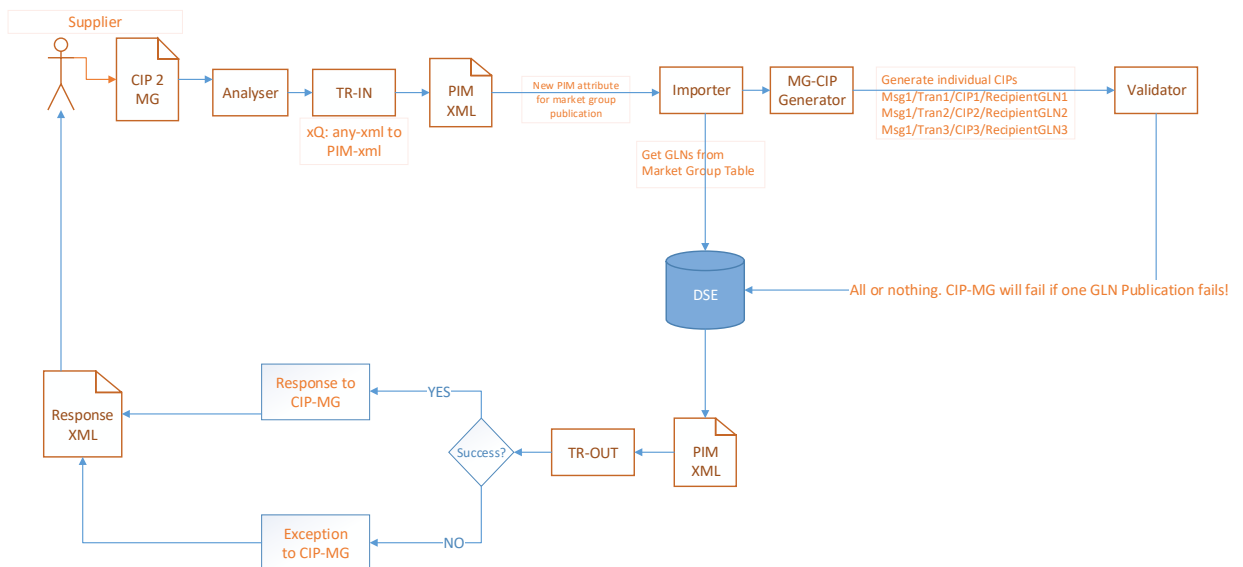 Supplier
CIP 2
MG
Analyser
TR-IN
xQ: any-xml to
PIM-xml
PIM
XML
New PIM attribute
for market group
publication
Importer
MG-CIP
Generator
Generate individual CIPs
Msg1/Tran1/CIP1/RecipientGLN1
Msg1/Tran2/CIP2/RecipientGLN2
Msg1/Tran3/CIP3/RecipientGLN3
Validator
Get GLNs from
Market Group Table
DSE
All or nothing. CIP-MG will fail if one GLN Publication fails!
Response
XML
Response to
CIP-MG
YES
Success?
TR-OUT
PIM
XML
Exception
to CIP-MG
NO